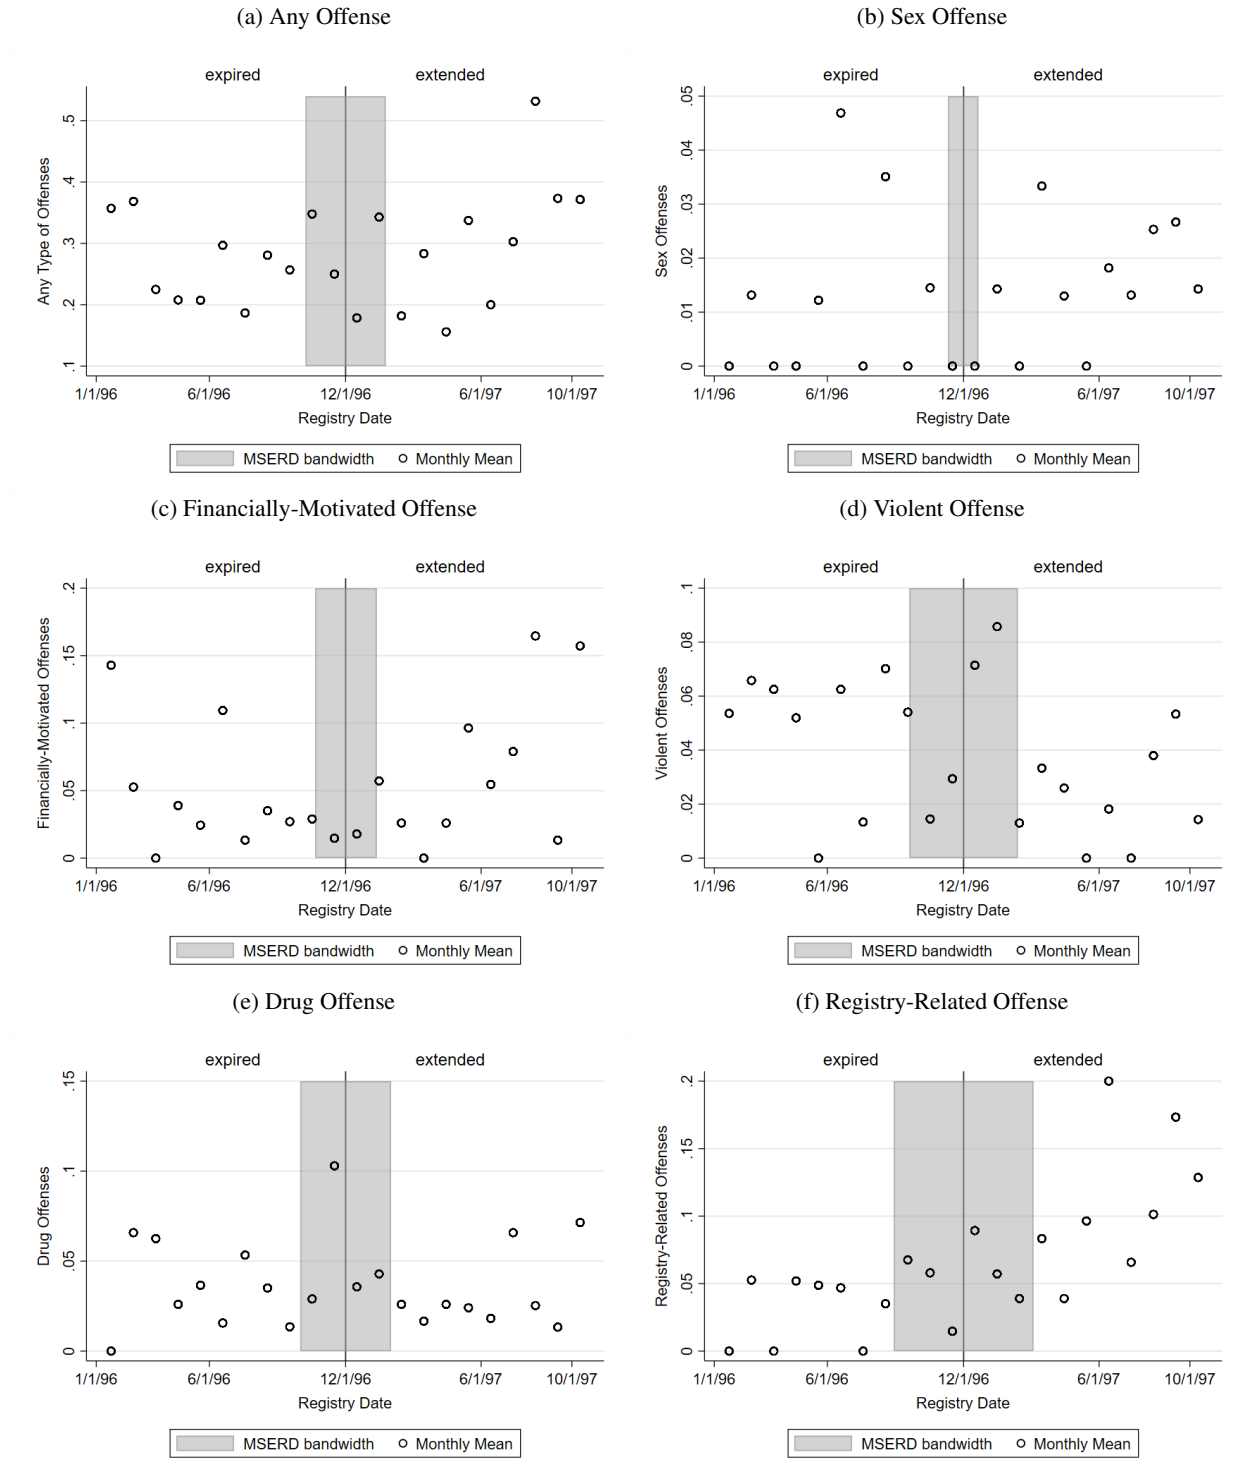 (a) Any Offense
expired extended
Any Type of Offenses
.5
.4
.3
.2
.1
1/1/96 6/1/96 12/1/96 6/1/97 10/1/97
Registry Date
MSERD bandwidth Monthly Mean
(b) Sex Offense
expired extended
Sex Offenses
.05
.04
.03
.02
.01
0
1/1/96 6/1/96 12/1/96 6/1/97 10/1/97
Registry Date
MSERD bandwidth Monthly Mean
(c) Financially-Motivated Offense
expired extended
Financially-Motivated Offenses
.2
.15
.1
.05
0
1/1/96 6/1/96 12/1/96 6/1/97 10/1/97
Registry Date
MSERD bandwidth Monthly Mean
(d) Violent Offense
expired extended
Violent Offenses
.1
.08
.06
.04
.02
0
1/1/96 6/1/96 12/1/96 6/1/97 10/1/97
Registry Date
MSERD bandwidth Monthly Mean
(e) Drug Offense
expired extended
Drug Offenses
.15
.1
.05
0
1/1/96 6/1/96 12/1/96 6/1/97 10/1/97
Registry Date
MSERD bandwidth Monthly Mean
(f) Registry-Related Offense
expired extended
Registry-Related Offenses
.2
.15
.1
.05
0
1/1/96 6/1/96 12/1/96 6/1/97 10/1/97
Registry Date
MSERD bandwidth Monthly Mean